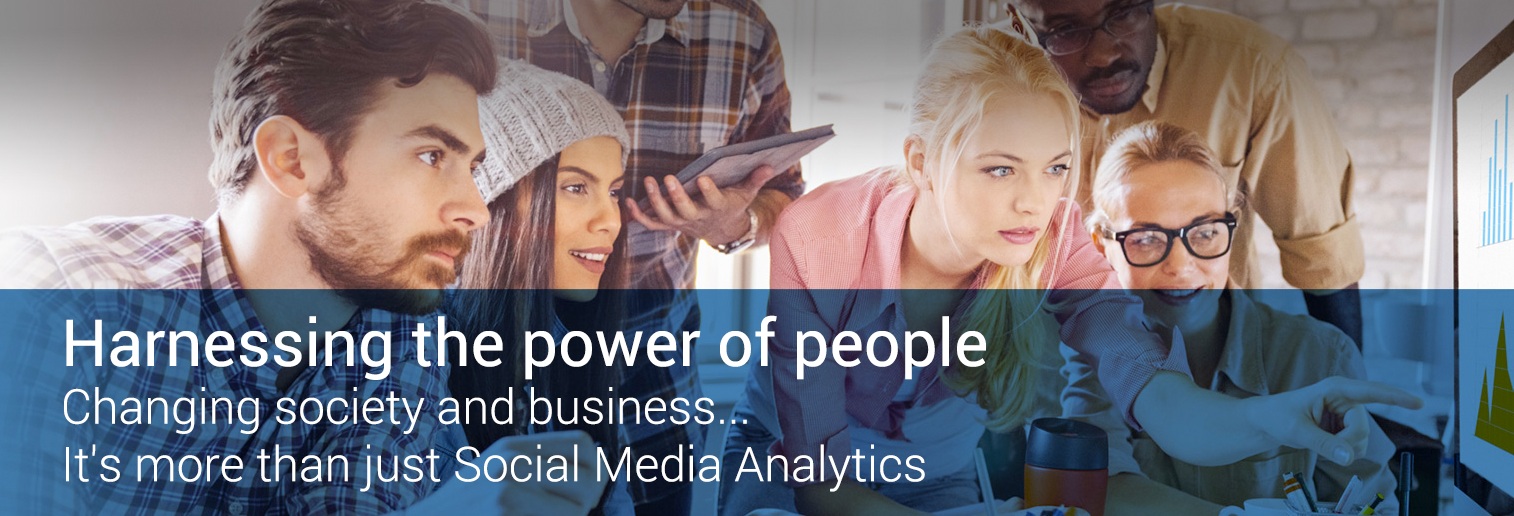 Harnessing the power of people
Changing society and business...
It's more than just Social Media Analytics